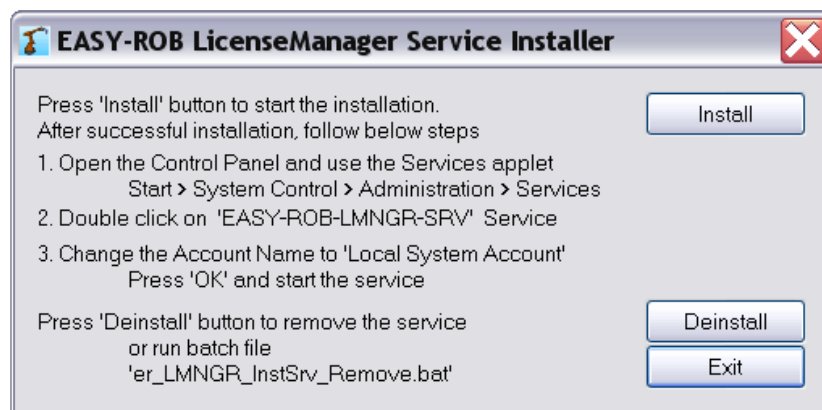 EASY-ROB LicenseManager Service Installer
Press 'Install' button to start the installation.
After successful installation, follow below steps
Install
1. Open the Control Panel and use the Services applet
Start > System Control > Administration > Services
2. Double click on 'EASY-ROB-LMNGR-SRV' Service
3. Change the Account Name to 'Local System Account'
Press 'OK' and start the service
Press 'Deinstall' button to remove the service
or run batch file
'er_LMNGR_InstSrv_Remove.bat'
Deinstall
Exit